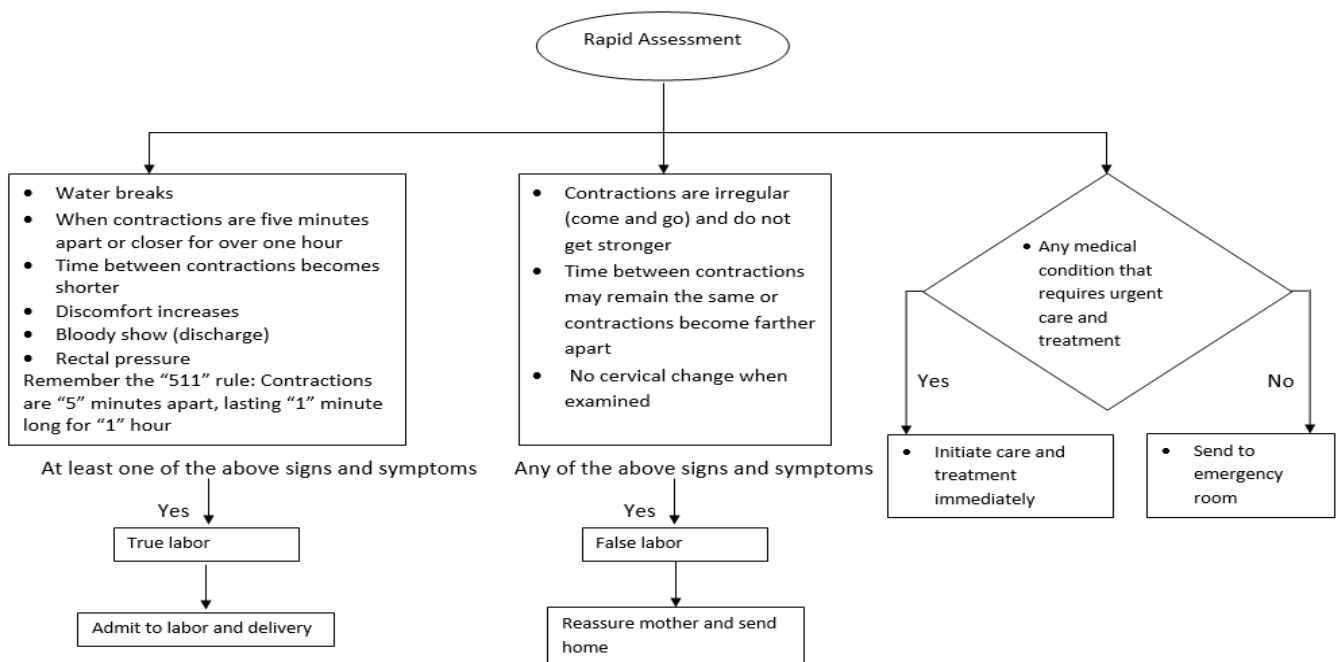 Rapid Assessment
• Water breaks
• When contractions are five minutes
apart or closer for over one hour
• Time between contractions becomes
shorter
• Discomfort increases
• Bloody show (discharge)
• Rectal pressure
Remember the “511” rule: Contractions
are “5” minutes apart, lasting “1” minute
long for “1” hour
At least one of the above signs and symptoms
Yes
True labor
Admit to labor and delivery
• Contractions are irregular
(come and go) and do not
get stronger
• Time between contractions
may remain the same or
contractions become farther
apart
• No cervical change when
examined
Any of the above signs and symptoms
Yes
False labor
Reassure mother and send
home
• Any medical
condition that
requires urgent
care and
treatment
Yes
No
• Initiate care and
treatment
immediately
• Send to
emergency
room